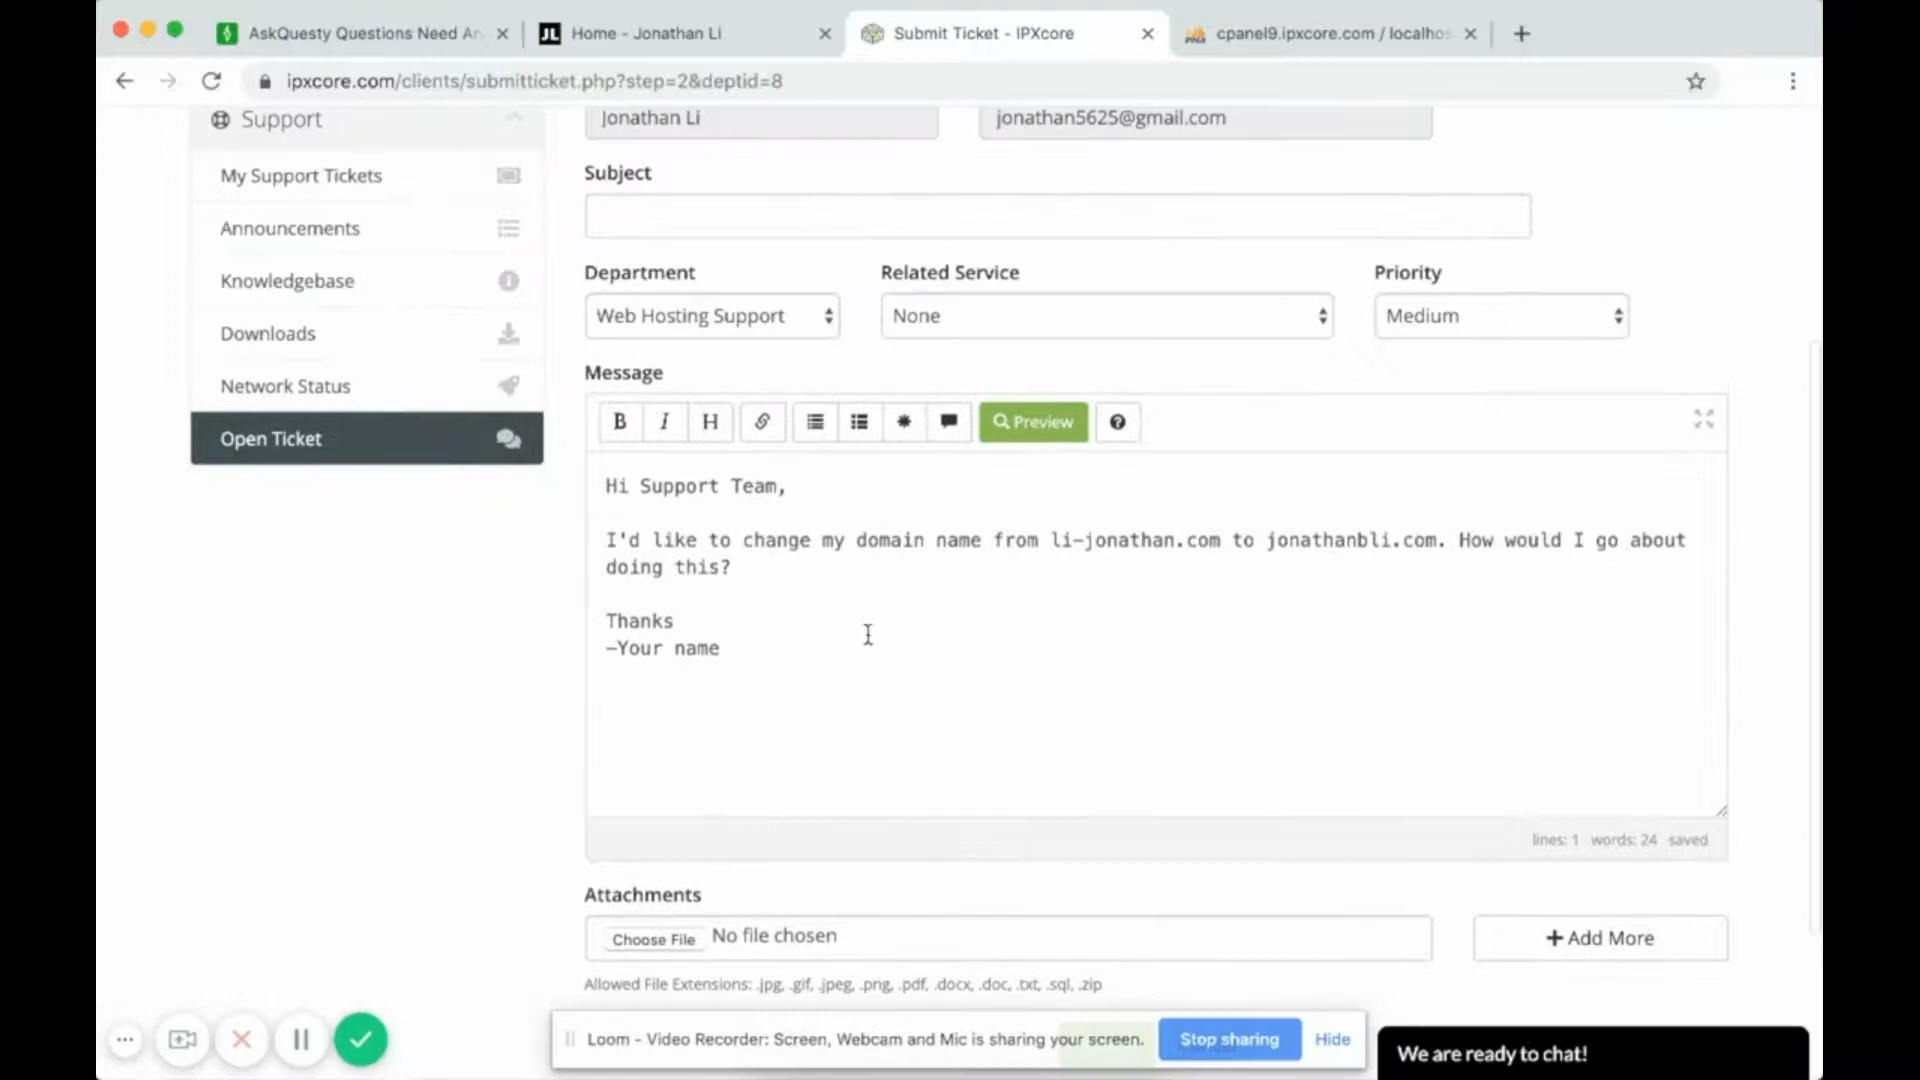 AskQuesty Questions Need An
Home - Jonathan Li
Submit Ticket - IPXcore
cpanel9.ipxcore.com / localhos
ipxcore.com/clients/submitticket.php?step=2&deptid=8
Support
Jonathan Li
jonathan5625@gmail.com
My Support Tickets
Announcements
Knowledgebase
Downloads
Network Status
Open Ticket
Subject
Department
Related Service
Priority
Web Hosting Support
None
Medium
Message
B I H
Preview
Hi Support Team,
I'd like to change my domain name from li-jonathan.com to jonathanbli.com. How would I go about
doing this?
Thanks
-Your name
lines: 1 words: 24 saved
Attachments
Choose File No file chosen
Add More
Allowed File Extensions: .jpg, .gif, .jpeg, .png, .pdf, .docx, .doc, .txt, .sql, .zip
Loom - Video Recorder: Screen, Webcam and Mic is sharing your screen.
Stop sharing
Hide
We are ready to chat!